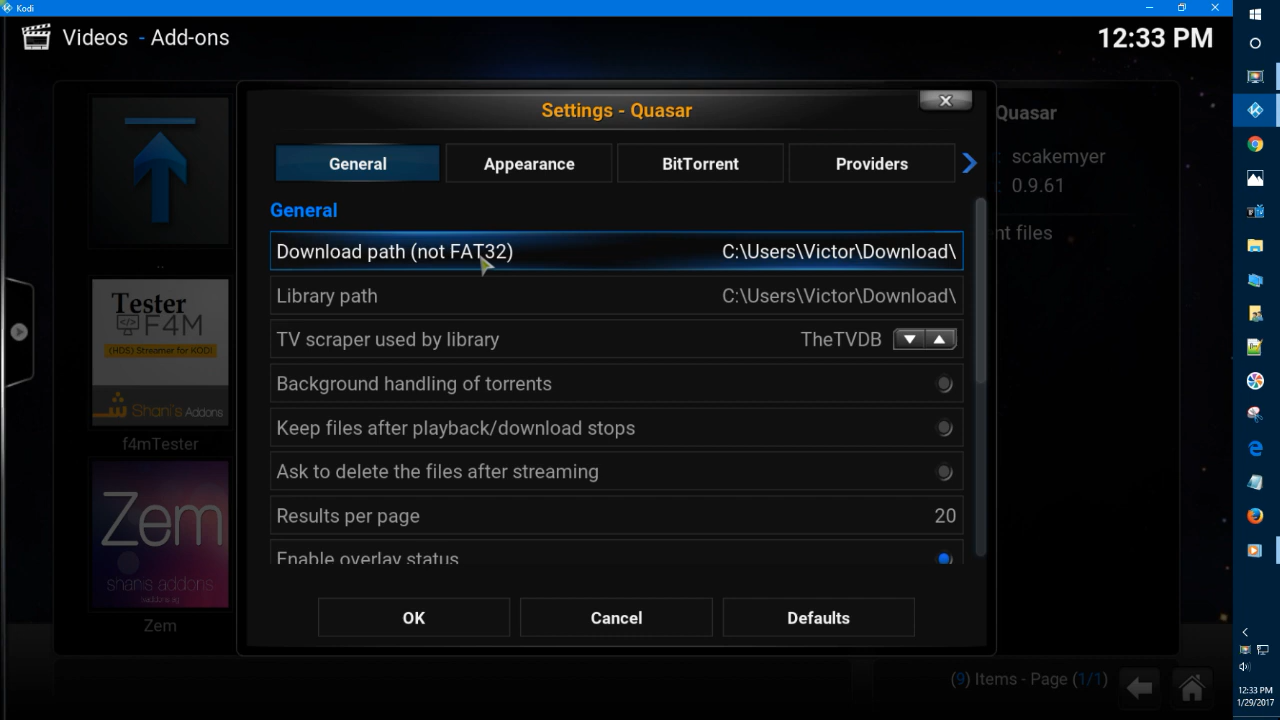 Kodi
Videos - Add-ons
12:33 PM
Settings - Quasar
General
Appearance
BitTorrent
Providers
General
Download path (not FAT32)
C:\Users\Victor\Download\
Library path
C:\Users\Victor\Download\
TV scraper used by library
TheTVDB
Background handling of torrents
Keep files after playback/download stops
Ask to delete the files after streaming
Results per page
20
Enable overlay status
OK
Cancel
Defaults
..
Tester
F4M
(HDS) Streamer for KODI
Shani's Addons
f4mTester
Zem
shanis addons
Zem
Quasar
scakemyer
0.9.61
nt files
(9) Items - Page (1/1)
12:33 PM
1/29/2017